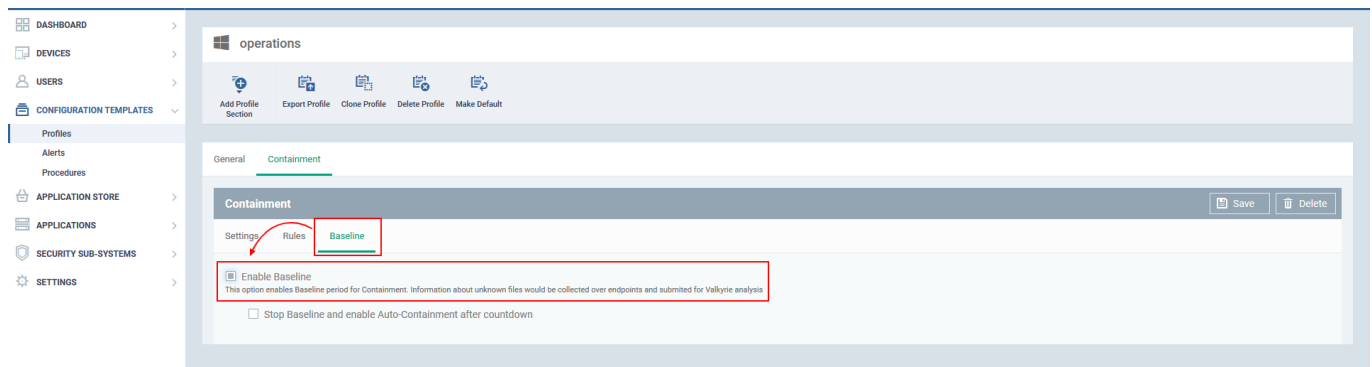 DASHBOARD
DEVICES
USERS
CONFIGURATION TEMPLATES
Profiles
Alerts
Procedures
APPLICATION STORE
APPLICATIONS
SECURITY SUB-SYSTEMS
SETTINGS
operations
Add Profile
Section
Export Profile Clone Profile Delete Profile Make Default
General Containment
Containment Save Delete
Settings Rules Baseline
Enable Baseline
This option enables Baseline period for Containment. Information about unknown files would be collected over endpoints and submited for Valkyrie analysis
Stop Baseline and enable Auto-Containment after countdown